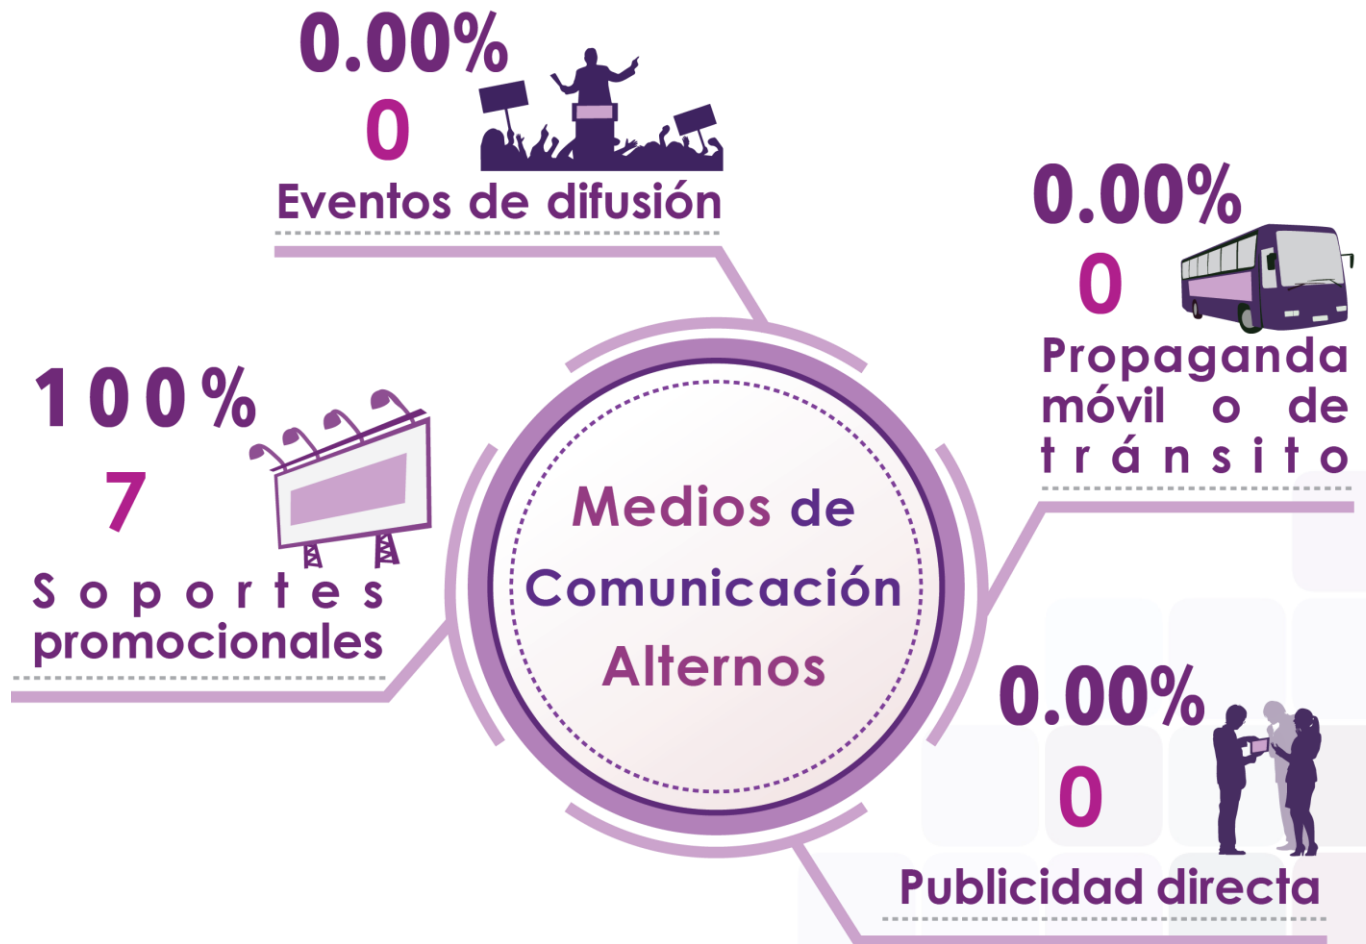 0.00%
0
Eventos de difusión
0.00%
0
Propaganda
móvil o de
tránsito
100%
7
Soportes
promocionales
Medios de
Comunicación
Alternos
0.00%
0
Publicidad directa